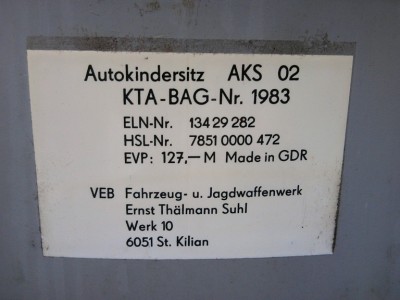 Autokindersitz AKS 02
KTA-BAG-Nr. 1983
ELN-Nr. 134 29 282
HSL-Nr. 7851 0000 472
EVP: 127,— M Made in GDR
VEB Fahrzeug- u. Jagdwaffenwerk
Ernst Thälmann Suhl
Werk 10
6051 St. Kilian